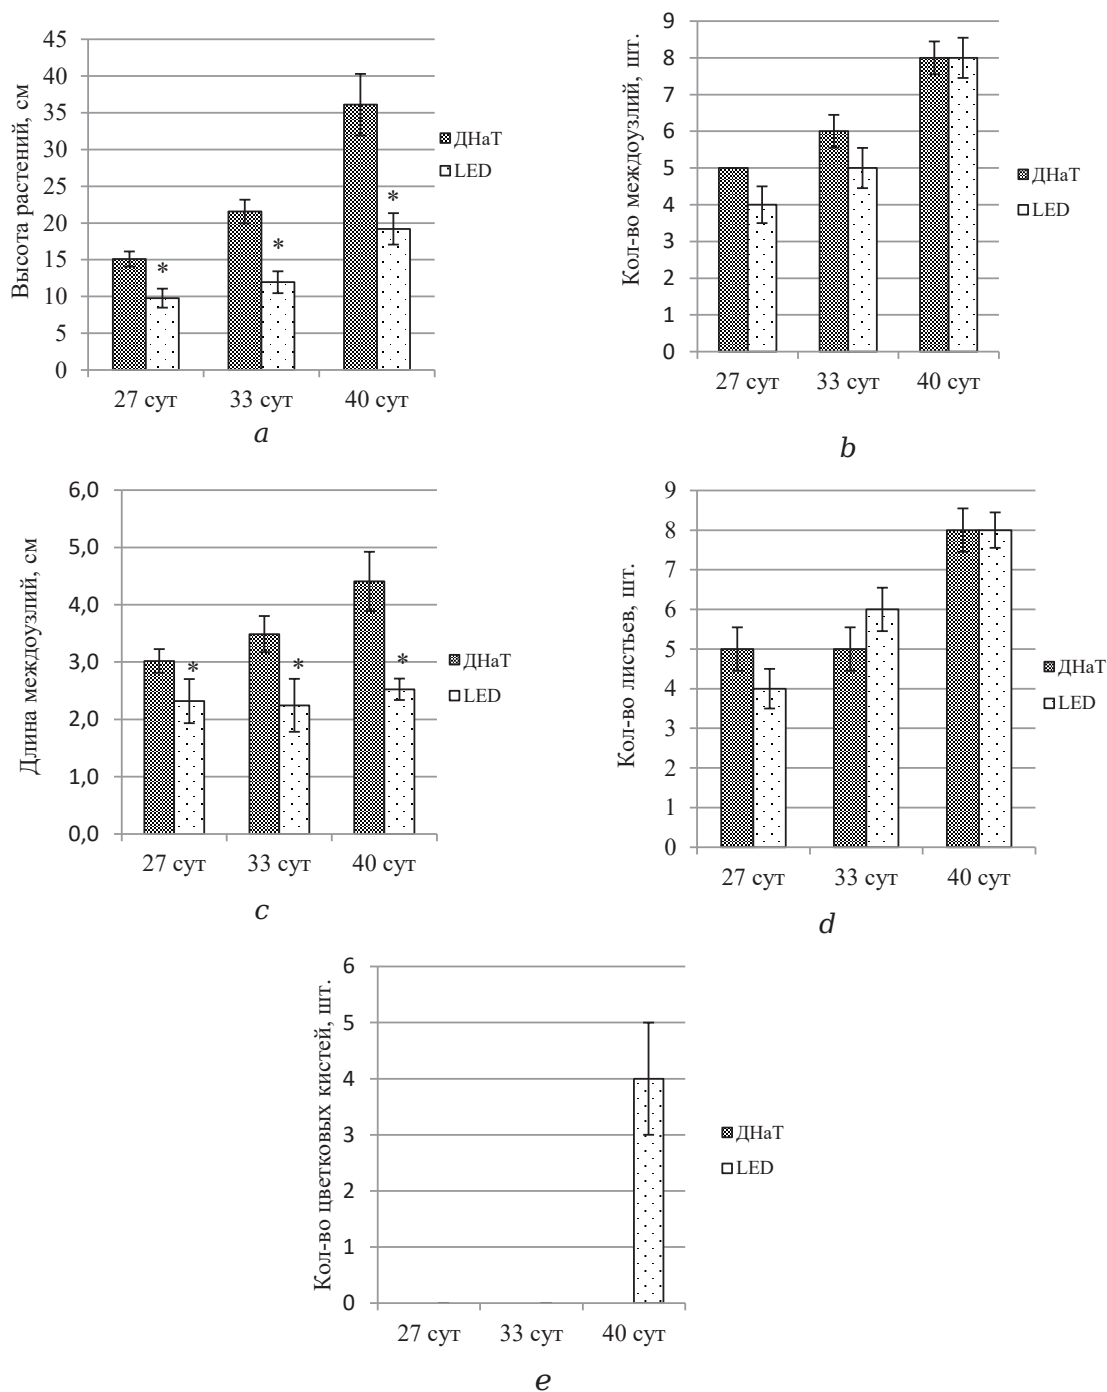 Высота растений, см
45
40
35
30
25
20
15
10
5
0
*
*
*
27 сут
33 сут
40 сут
ДНаТ
LED
a
Кол-во междоузлий, шт.
9
8
7
6
5
4
3
2
1
0
27 сут
33 сут
40 сут
ДНаТ
LED
b
Длина междоузлий, см
6,0
5,0
4,0
3,0
2,0
1,0
0,0
*
*
*
27 сут
33 сут
40 сут
ДНаТ
LED
c
Кол-во листьев, шт.
9
8
7
6
5
4
3
2
1
0
27 сут
33 сут
40 сут
ДНаТ
LED
d
Кол-во цветковых кистей, шт.
6
5
4
3
2
1
0
27 сут
33 сут
40 сут
ДНаТ
LED
e